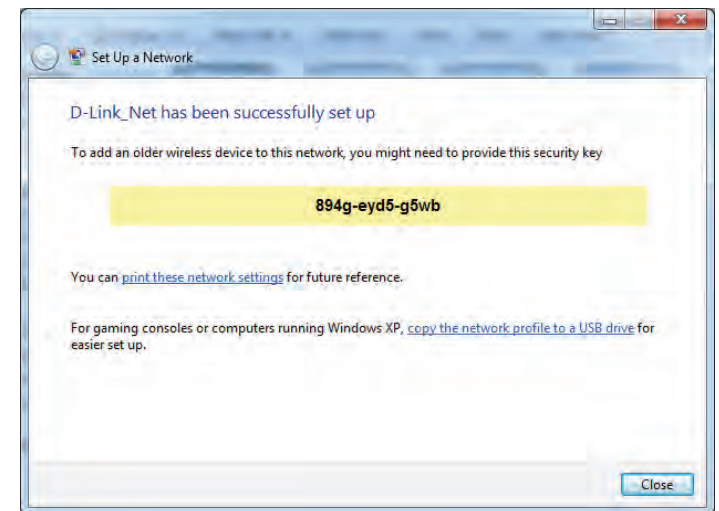 Set Up a Network
D-Link_Net has been successfully set up
To add an older wireless device to this network, you might need to provide this security key
894g-eyd5-g5wb
You can print these network settings for future reference.
For gaming consoles or computers running Windows XP, copy the network profile to a USB drive for
easier set up.
Close